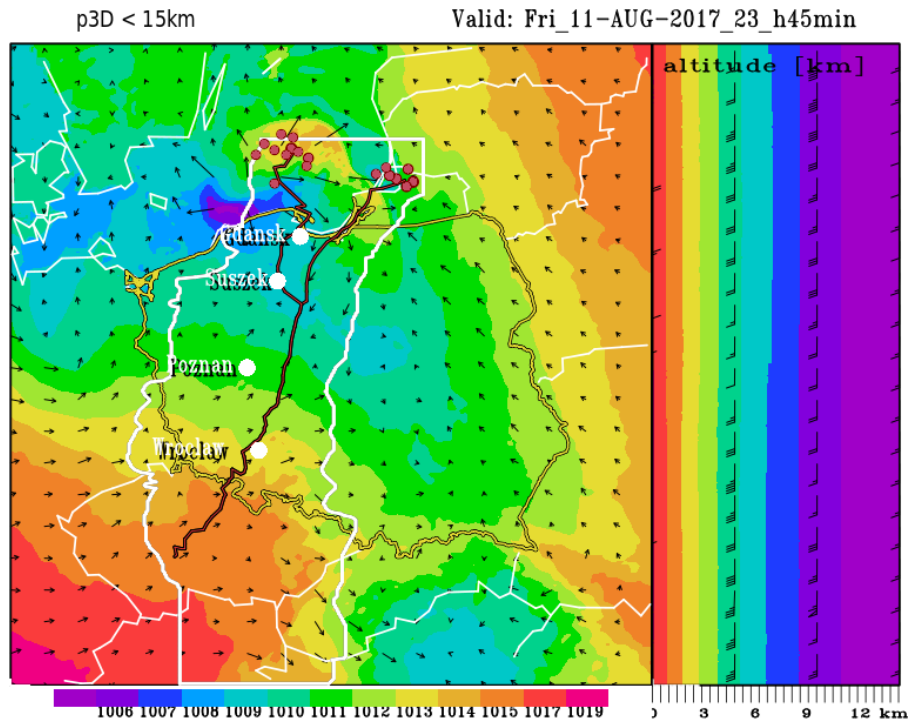 p3D < 15km
Valid: Fri_11-AUG-2017_23_h45min
altitude [km]
Gdansk
Suszek
Poznan
Wroclaw
1006 1007 1008 1009 1010 1011 1012 1013 1014 1015 1017 1019
0 3 6 9 12 km